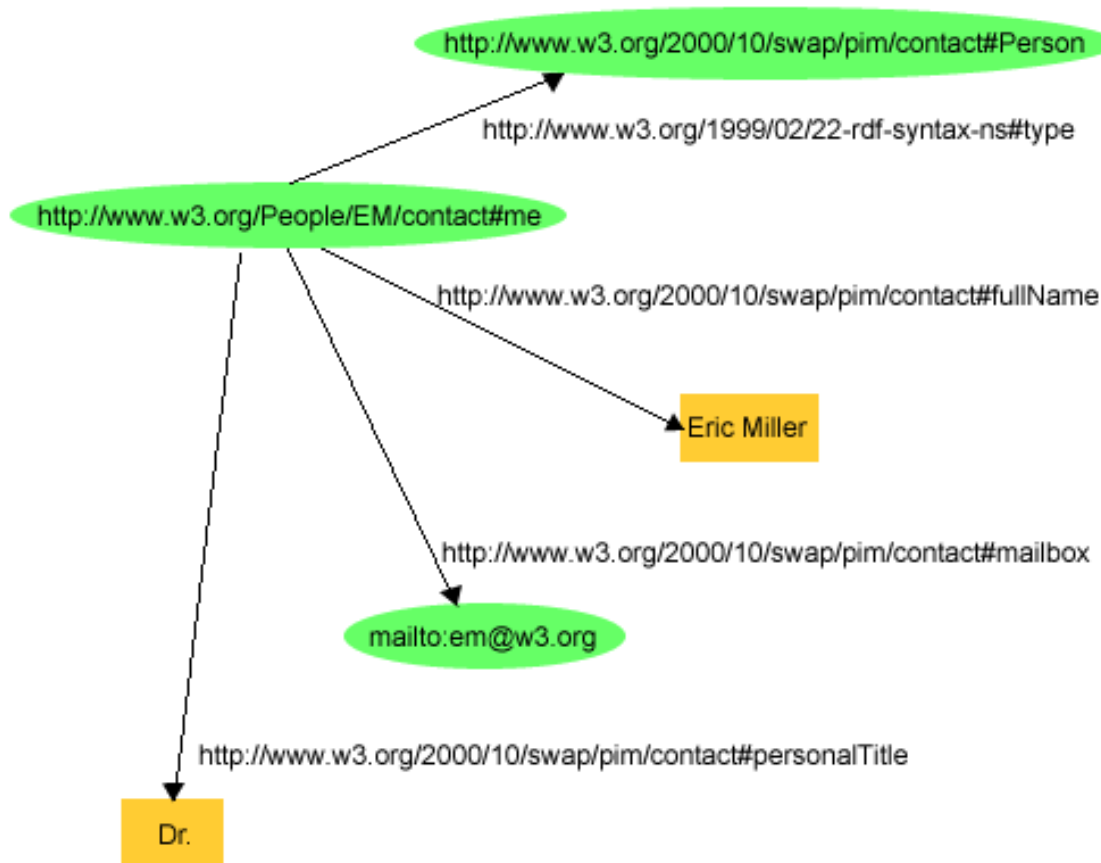 http://www.w3.org/2000/10/swap/pim/contact#Person
http://www.w3.org/1999/02/22-rdf-syntax-ns#type
http://www.w3.org/People/EM/contact#me
http://www.w3.org/2000/10/swap/pim/contact#fullName
Eric Miller
http://www.w3.org/2000/10/swap/pim/contact#mailbox
mailto:em@w3.org
http://www.w3.org/2000/10/swap/pim/contact#personalTitle
Dr.